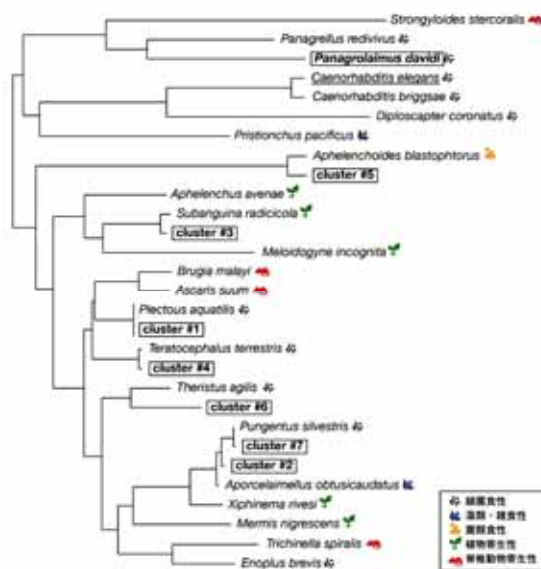 Strongyloides stercoralis
Panagrellus redivivus
Panagrolaimus davidi
Caenorhabditis elegans
Caenorhabditis briggsae
Diploscapter coronatus
Pristionchus pacificus
Aphelenchoides blastophtorus
cluster #5
Aphelenchus avenae
Subanguina radicicola
cluster #3
Meloidogyne incognita
Brugia malayi
Ascaris suum
Plectous aquatilis
cluster #1
Teratocephalus terrestris
cluster #4
Theristus agilis
cluster #6
Pungentus silvestris
cluster #7
cluster #2
Aporcelaimellus obtusicaudatus
Xiphinema rivesi
Mermis nigrescens
Trichinella spiralis
Enoplus brevis
細菌食性
藻類・雑食性
菌類食性
植物寄生性
脊椎動物寄生性